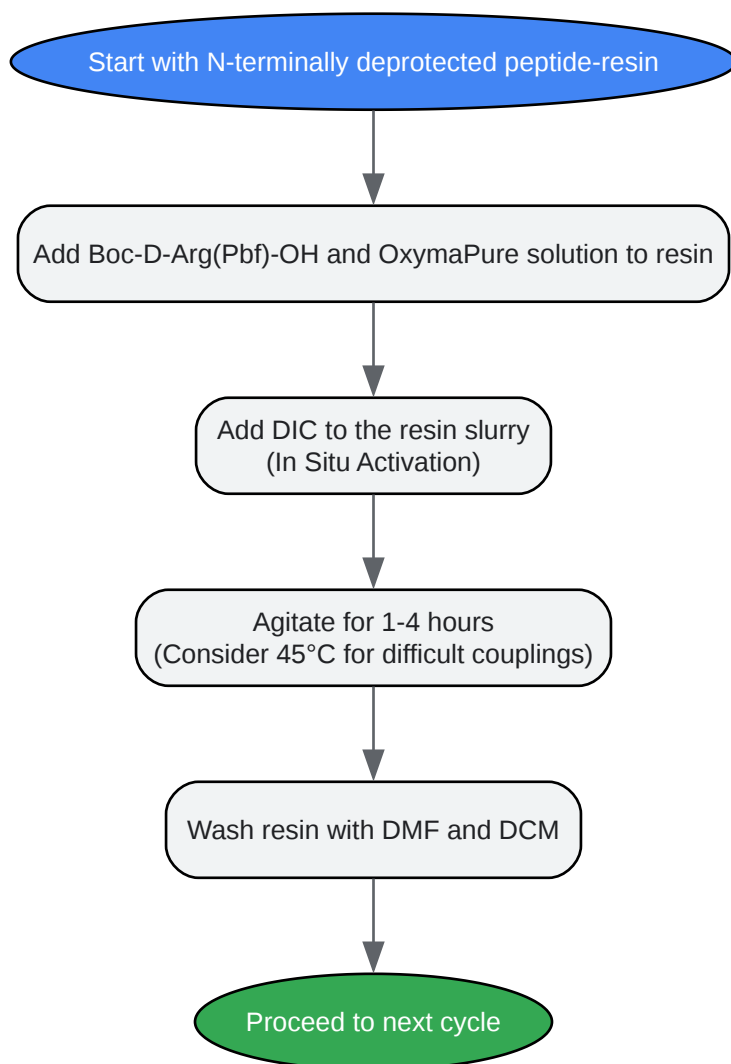 Start with N-terminally deprotected peptide-resin
Add Boc-D-Arg(Pbf)-OH and OxymaPure solution to resin
Add DIC to the resin slurry
(In Situ Activation)
Agitate for 1-4 hours
(Consider 45°C for difficult couplings)
Wash resin with DMF and DCM
Proceed to next cycle